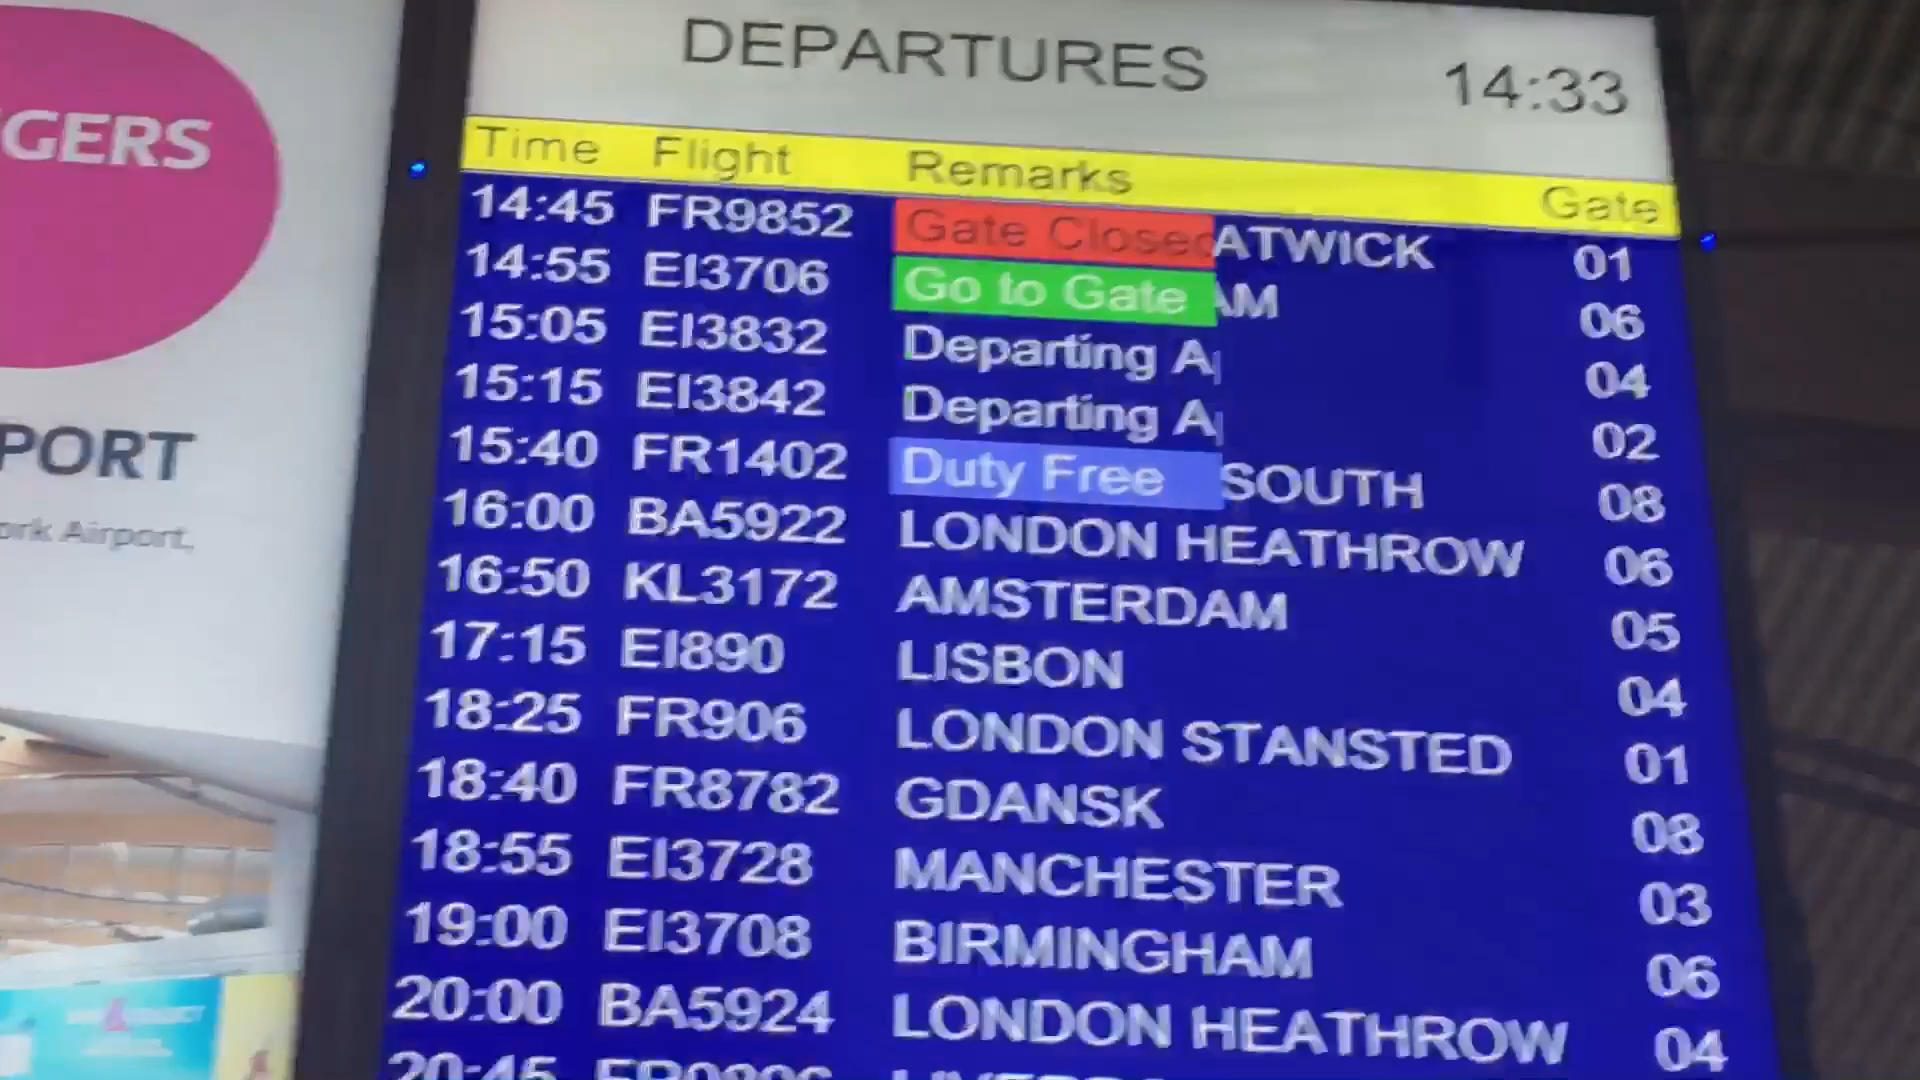 GERS
PORT
ork Airport,
DEPARTURES 14:33
Time Flight Remarks Gate
14:45 FR9852 Gate Closed ATWICK 01
14:55 EI3706 Go to Gate AM 06
15:05 EI3832 Departing A 04
15:15 EI3842 Departing A 02
15:40 FR1402 Duty Free SOUTH 08
16:00 BA5922 LONDON HEATHROW 06
16:50 KL3172 AMSTERDAM 05
17:15 EI890 LISBON 04
18:25 FR906 LONDON STANSTED 01
18:40 FR8782 GDANSK 08
18:55 EI3728 MANCHESTER 03
19:00 EI3708 BIRMINGHAM 06
20:00 BA5924 LONDON HEATHROW 04
20:45